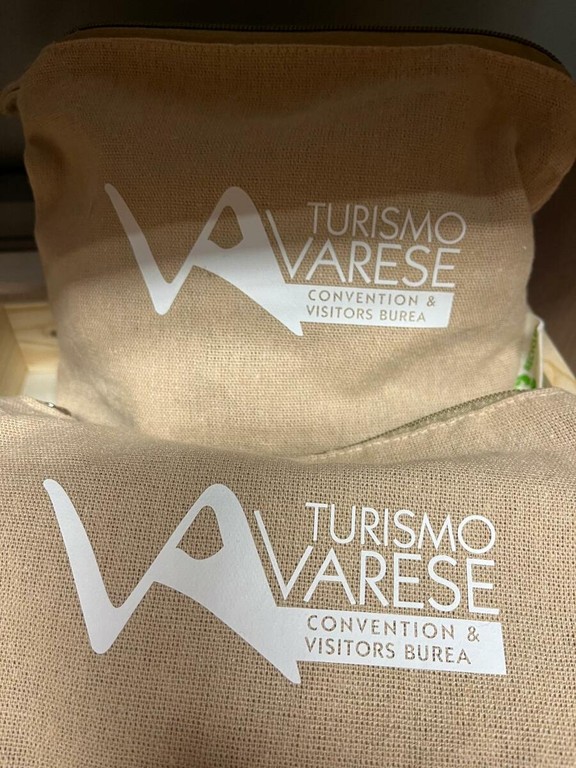 TURISMO
VARESE
CONVENTION &
VISITORS BUREA
TURISMO
VARESE
CONVENTION &
VISITORS BUREA